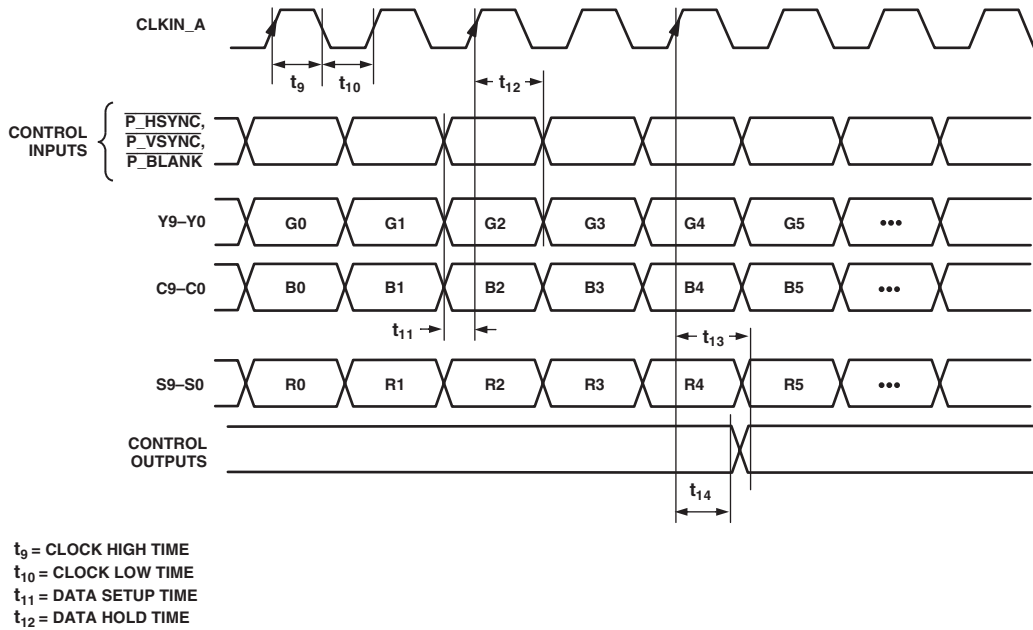 CLKIN_A
t9
t10
t12
CONTROL INPUTS
P_HSYNC,
P_VSYNC,
P_BLANK
Y9–Y0 G0 G1 G2 G3 G4 G5 •••
C9–C0 B0 B1 B2 B3 B4 B5 •••
t11
t13
S9–S0 R0 R1 R2 R3 R4 R5 •••
CONTROL OUTPUTS
t14
t9 = CLOCK HIGH TIME
t10 = CLOCK LOW TIME
t11 = DATA SETUP TIME
t12 = DATA HOLD TIME